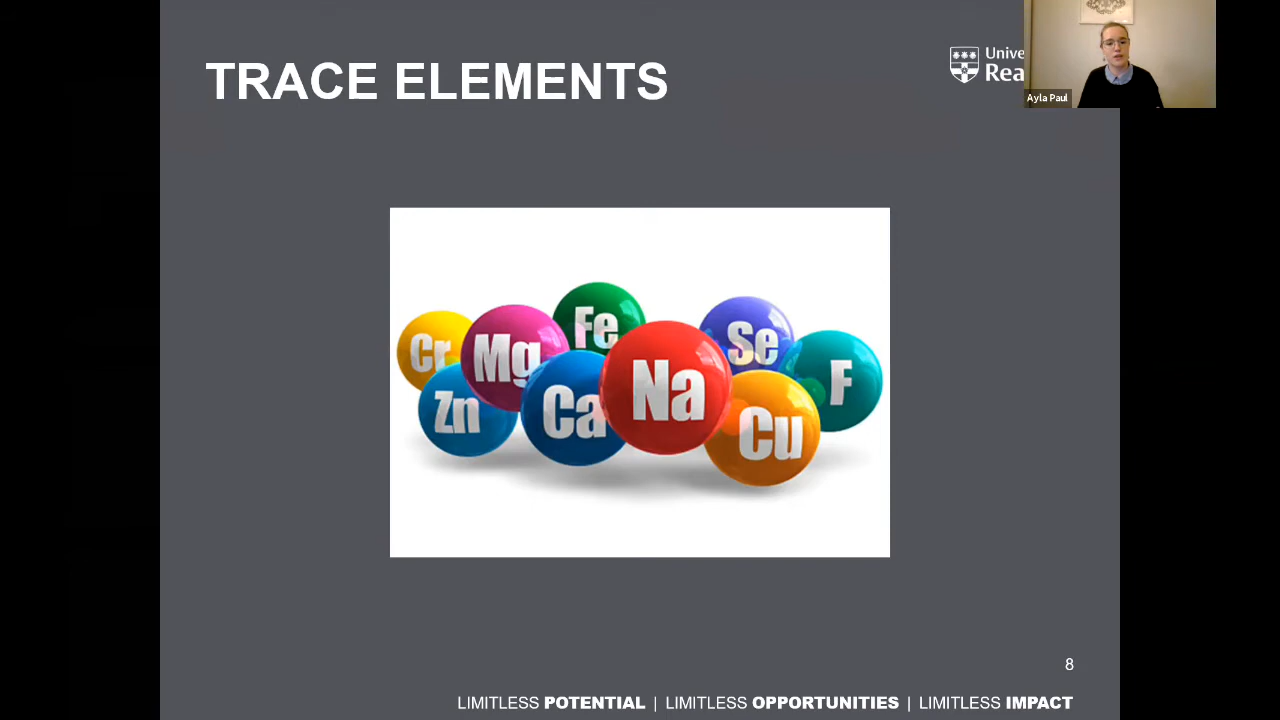 TRACE ELEMENTS
Ayla Paul
Cr
Mg
Fe
Se
F
Zn
Ca
Na
Cu
8
LIMITLESS POTENTIAL | LIMITLESS OPPORTUNITIES | LIMITLESS IMPACT